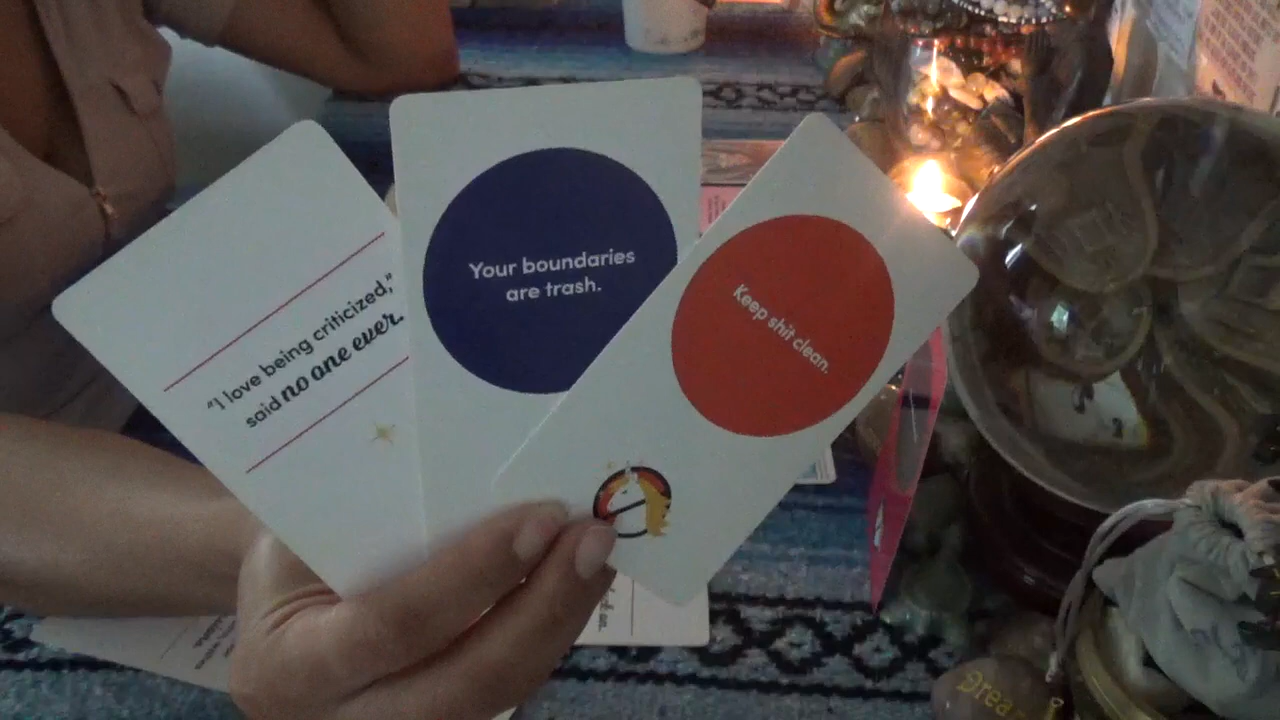 "I love being criticized,"
said no one ever.
Your boundaries
are trash.
Keep shit clean.